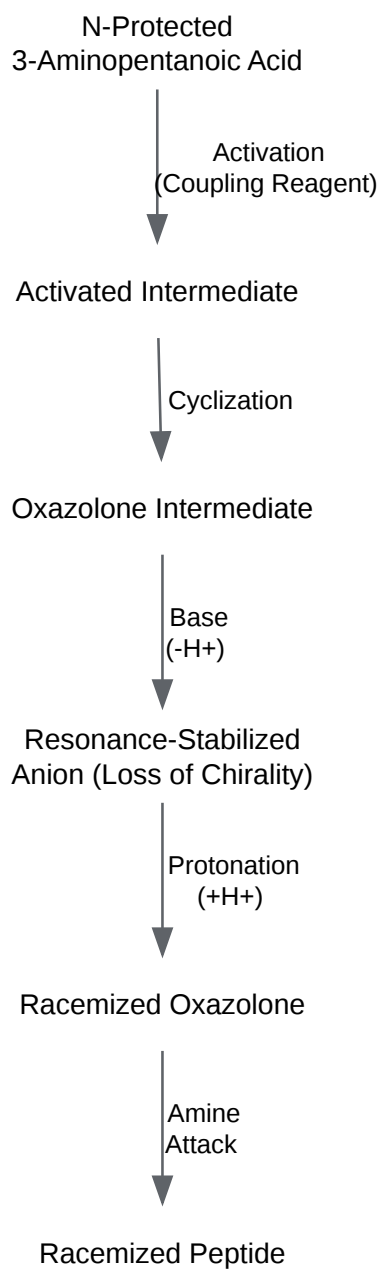 N-Protected
3-Aminopentanoic Acid
Activation
(Coupling Reagent)
Activated Intermediate
Cyclization
Oxazolone Intermediate
Base
(-H+)
Resonance-Stabilized
Anion (Loss of Chirality)
Protonation
(+H+)
Racemized Oxazolone
Amine
Attack
Racemized Peptide